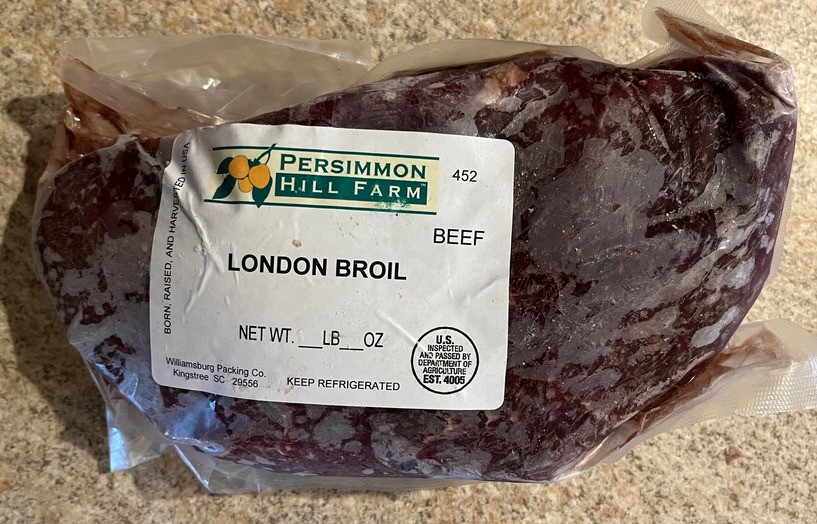 PERSIMMON
HILL FARM™
452
BEEF
LONDON BROIL
NET WT. __LB__OZ
BORN, RAISED, AND HARVESTED IN USA
U.S.
INSPECTED
AND PASSED BY
DEPARTMENT OF
AGRICULTURE
EST. 4005
Williamsburg Packing Co.
Kingstree SC 29556
KEEP REFRIGERATED